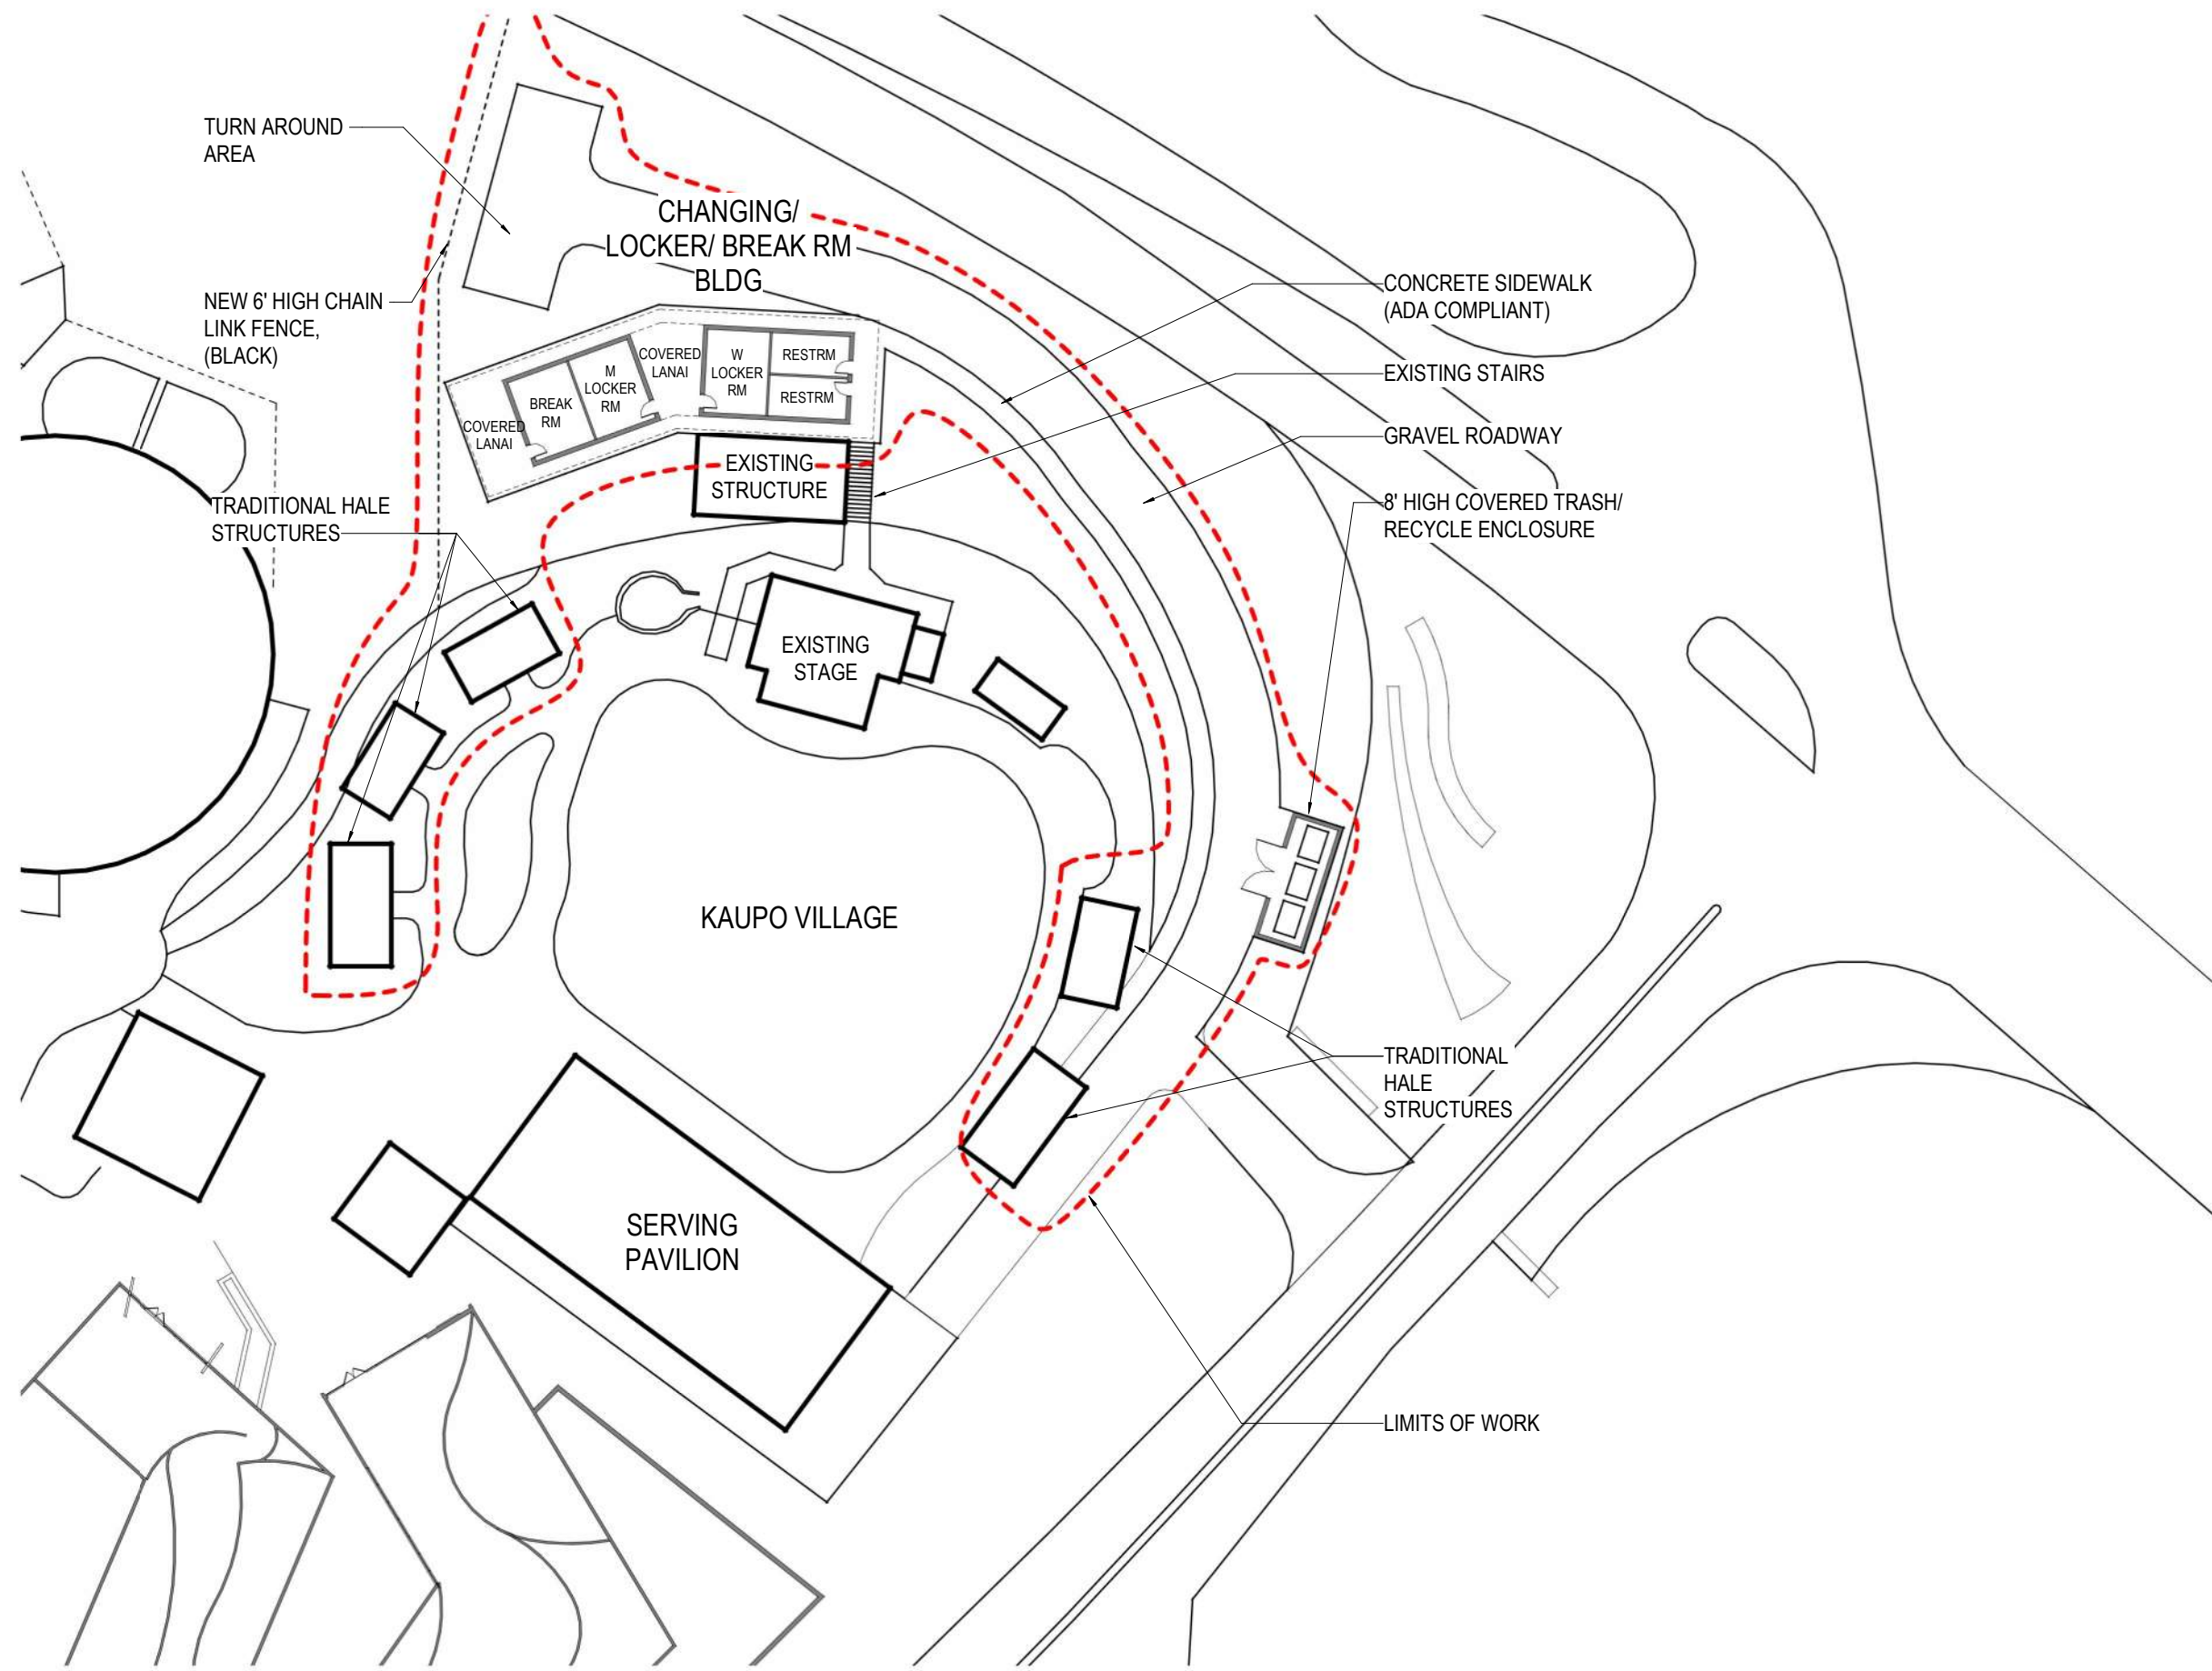 TURN AROUND
AREA
CHANGING/
LOCKER/ BREAK RM
BLDG
NEW 6' HIGH CHAIN
LINK FENCE,
(BLACK)
CONCRETE SIDEWALK
(ADA COMPLIANT)
COVERED
LANAI
BREAK
RM
M
LOCKER
RM
COVERED
LANAI
W
LOCKER
RM
RESTRM
RESTRM
EXISTING STAIRS
GRAVEL ROADWAY
EXISTING
STRUCTURE
TRADITIONAL HALE
STRUCTURES
8' HIGH COVERED TRASH/
RECYCLE ENCLOSURE
EXISTING
STAGE
KAUPO VILLAGE
TRADITIONAL
HALE
STRUCTURES
SERVING
PAVILION
LIMITS OF WORK